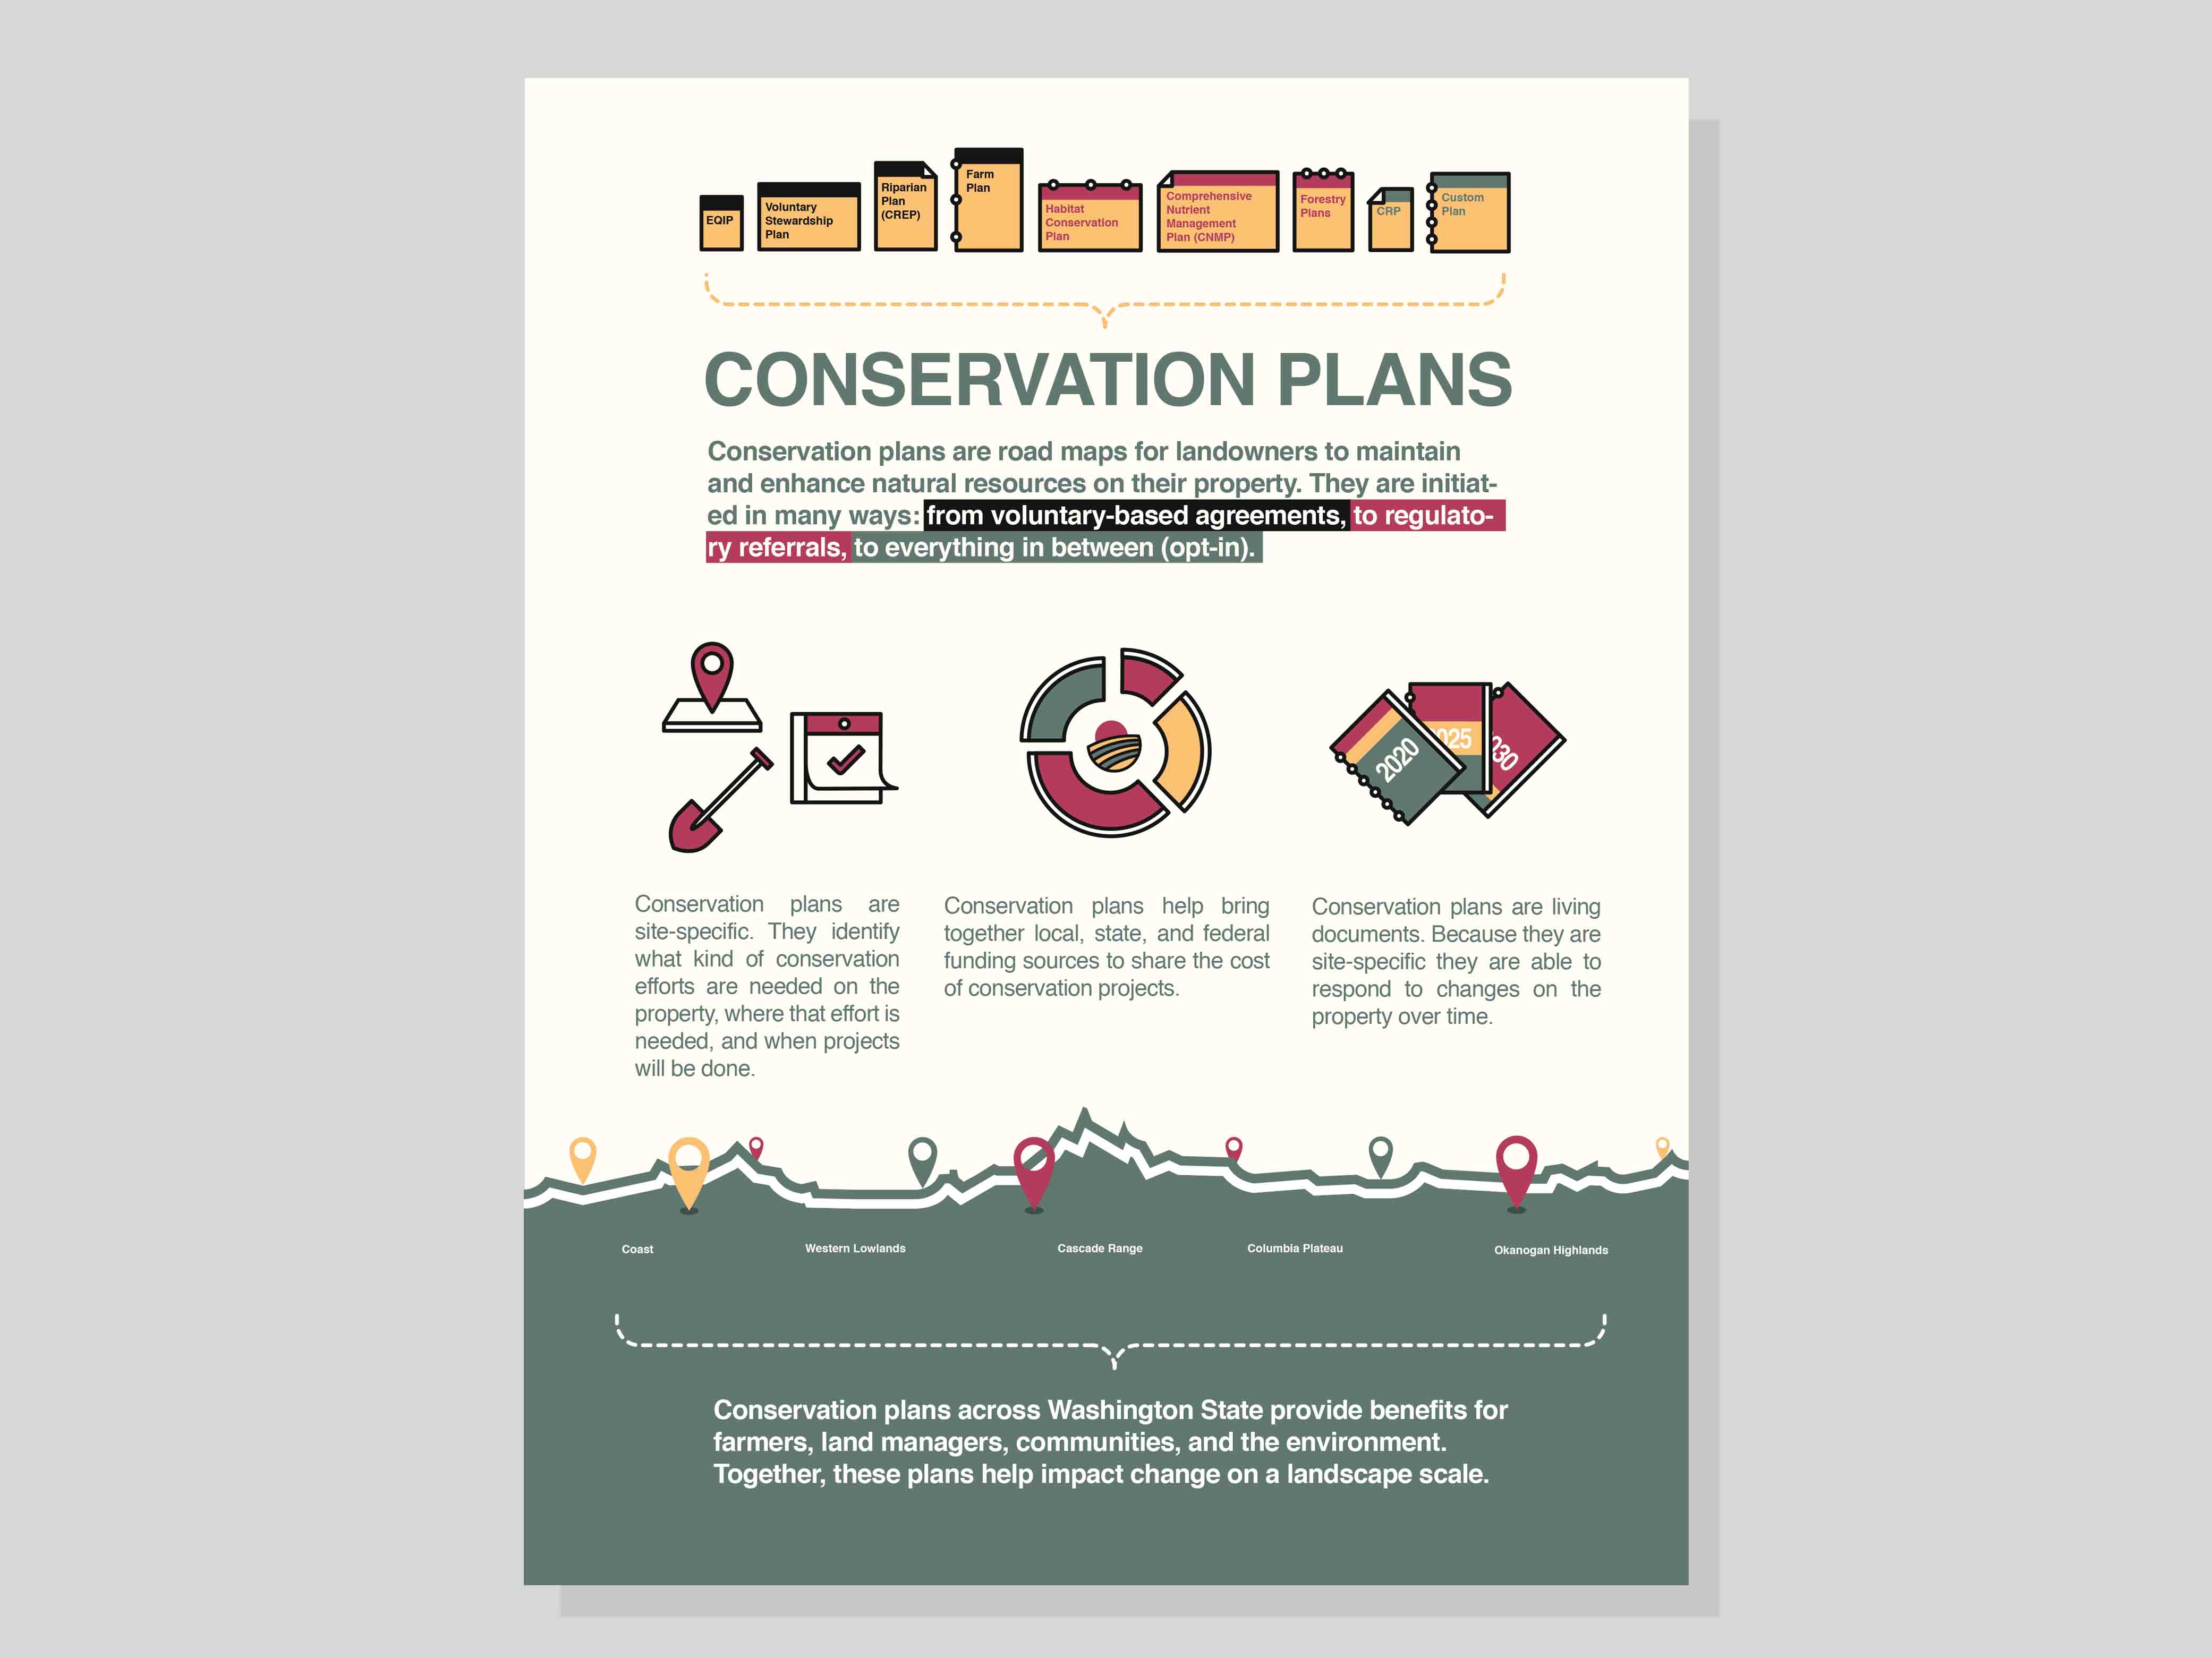 EQIP
Voluntary
Stewardship
Plan
Riparian
Plan
(CREP)
Farm
Plan
Habitat
Conservation
Plan
Comprehensive
Nutrient
Management
Plan (CNMP)
Forestry
Plans
CRP
Custom
Plan
CONSERVATION PLANS
Conservation plans are road maps for landowners to maintain
and enhance natural resources on their property. They are initiat-
ed in many ways: from voluntary-based agreements, to regulato-
ry referrals, to everything in between (opt-in).
2020
025
030
Conservation plans are
site-specific. They identify
what kind of conservation
efforts are needed on the
property, where that effort is
needed, and when projects
will be done.
Conservation plans help bring
together local, state, and federal
funding sources to share the cost
of conservation projects.
Conservation plans are living
documents. Because they are
site-specific they are able to
respond to changes on the
property over time.
Coast
Western Lowlands
Cascade Range
Columbia Plateau
Okanogan Highlands
Conservation plans across Washington State provide benefits for
farmers, land managers, communities, and the environment.
Together, these plans help impact change on a landscape scale.